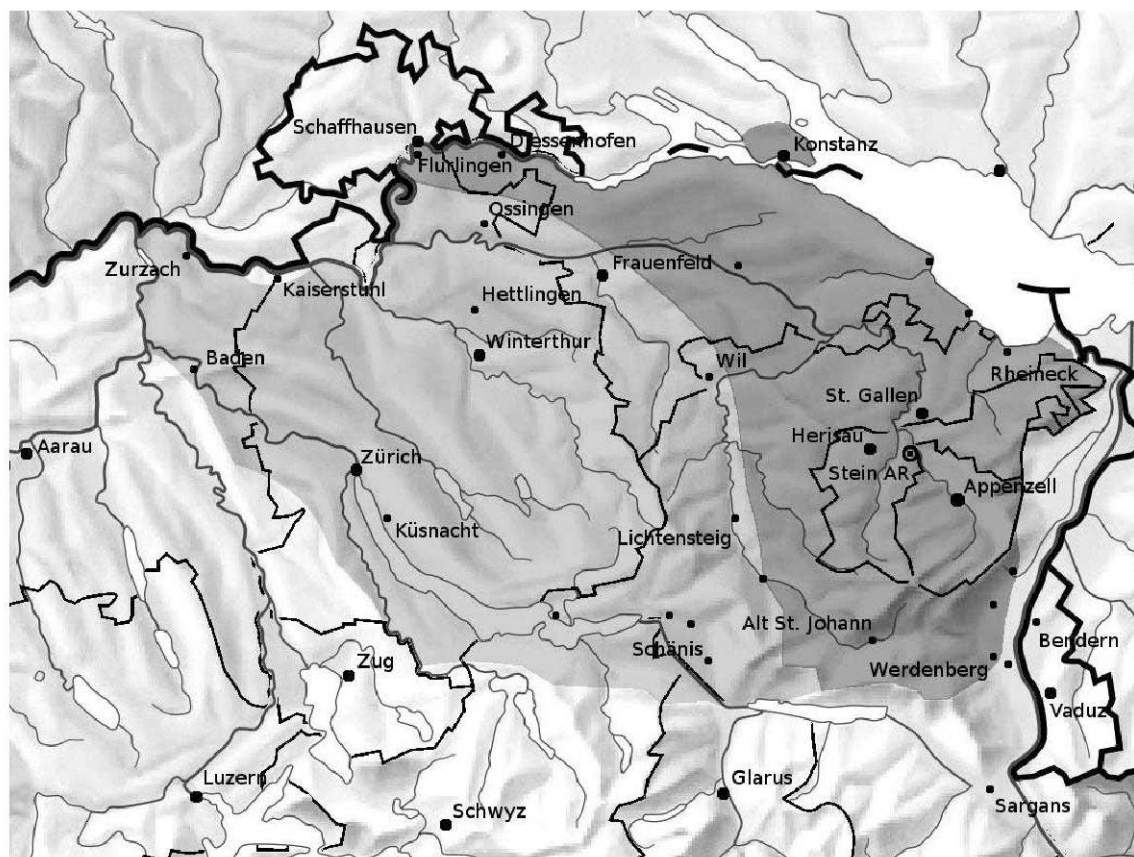 Schaffhausen
Diessenhofen
Konstanz
Flurlingen
Ossingen
Zurzach
Kaiserstuhl
Frauenfeld
Hettlingen
Winterthur
Baden
Wil
Rheineck
St. Gallen
Aarau
Zürich
Herisau
Stein AR
Appenzell
Küsnacht
Lichtensteig
Alt St. Johann
Bendern
Schänis
Zug
Werdenberg
Vaduz
Luzern
Glarus
Schwyz
Sargans